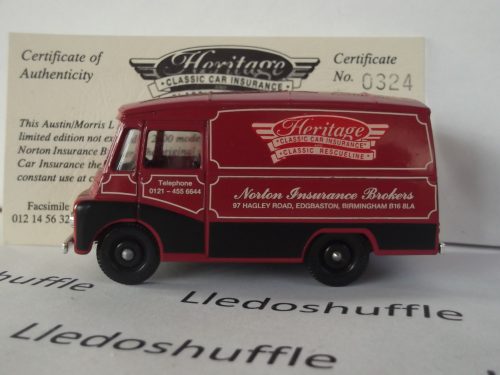 Certificate of
Authenticity
Heritage
CLASSIC CAR INSURANCE
Certificate
No. 0324
This Austin/Morris L
limited edition not ex
Norton Insurance
Car Insurance the
constant use at c
Facsimile
01214 56 32
Heritage
CLASSIC CAR INSURANCE
CLASSIC RESCUELINE
Telephone
0121 - 455 6644
Norton Insurance Brokers
97 HAGLEY ROAD, EDGBASTON, BIRMINGHAM B16 8LA
Lledoshuffle
Lledoshuffle